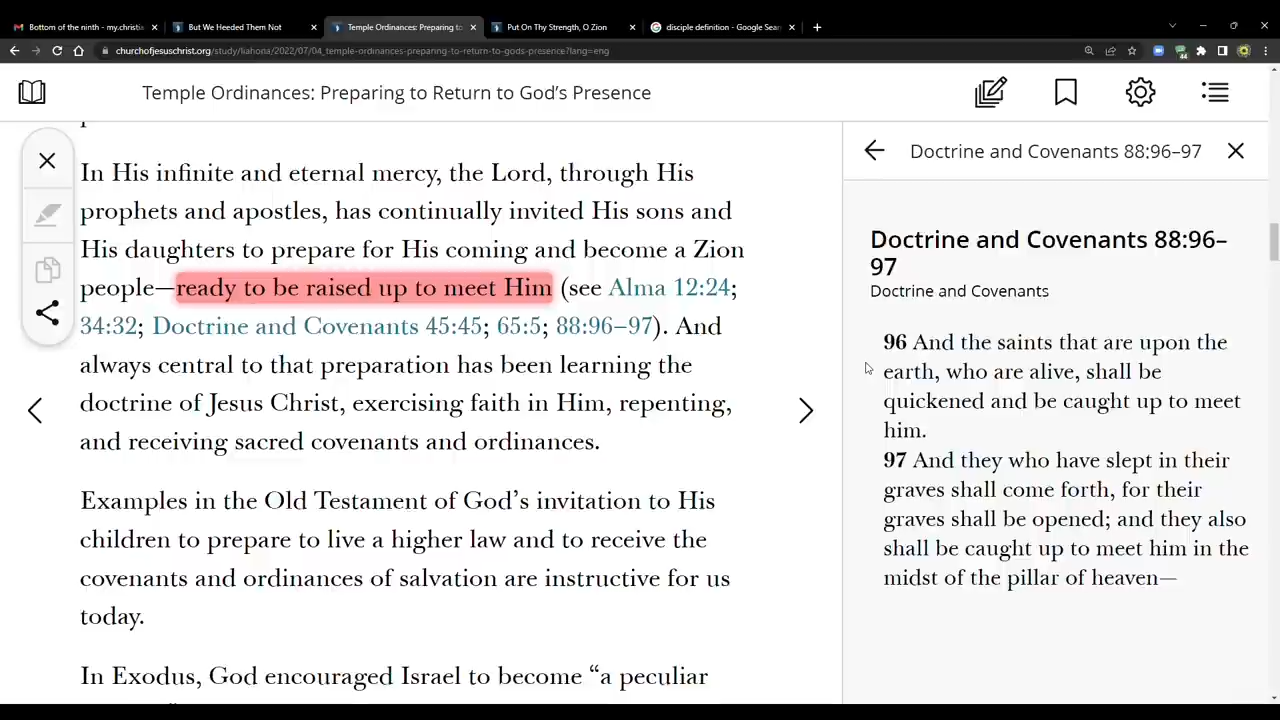 Bottom of the ninth - my.christia
But We Heeded Them Not
Temple Ordinances: Preparing to
Put On Thy Strength, O Zion
disciple definition - Google Sear
churchofjesuschrist.org/study/liahona/2022/07/04_temple-ordinances-preparing-to-return-to-gods-presence?lang=eng
44
Temple Ordinances: Preparing to Return to God’s Presence
In His infinite and eternal mercy, the Lord, through His
prophets and apostles, has continually invited His sons and
His daughters to prepare for His coming and become a Zion
people—ready to be raised up to meet Him (see Alma 12:24;
34:32; Doctrine and Covenants 45:45; 65:5; 88:96–97). And
always central to that preparation has been learning the
doctrine of Jesus Christ, exercising faith in Him, repenting,
and receiving sacred covenants and ordinances.
Examples in the Old Testament of God’s invitation to His
children to prepare to live a higher law and to receive the
covenants and ordinances of salvation are instructive for us
today.
In Exodus, God encouraged Israel to become “a peculiar
Doctrine and Covenants 88:96–97
Doctrine and Covenants 88:96–
97
Doctrine and Covenants
96 And the saints that are upon the
earth, who are alive, shall be
quickened and be caught up to meet
him.
97 And they who have slept in their
graves shall come forth, for their
graves shall be opened; and they also
shall be caught up to meet him in the
midst of the pillar of heaven—